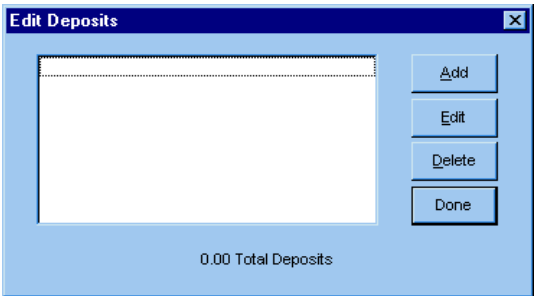 Edit Deposits
Add
Edit
Delete
Done
0.00 Total Deposits